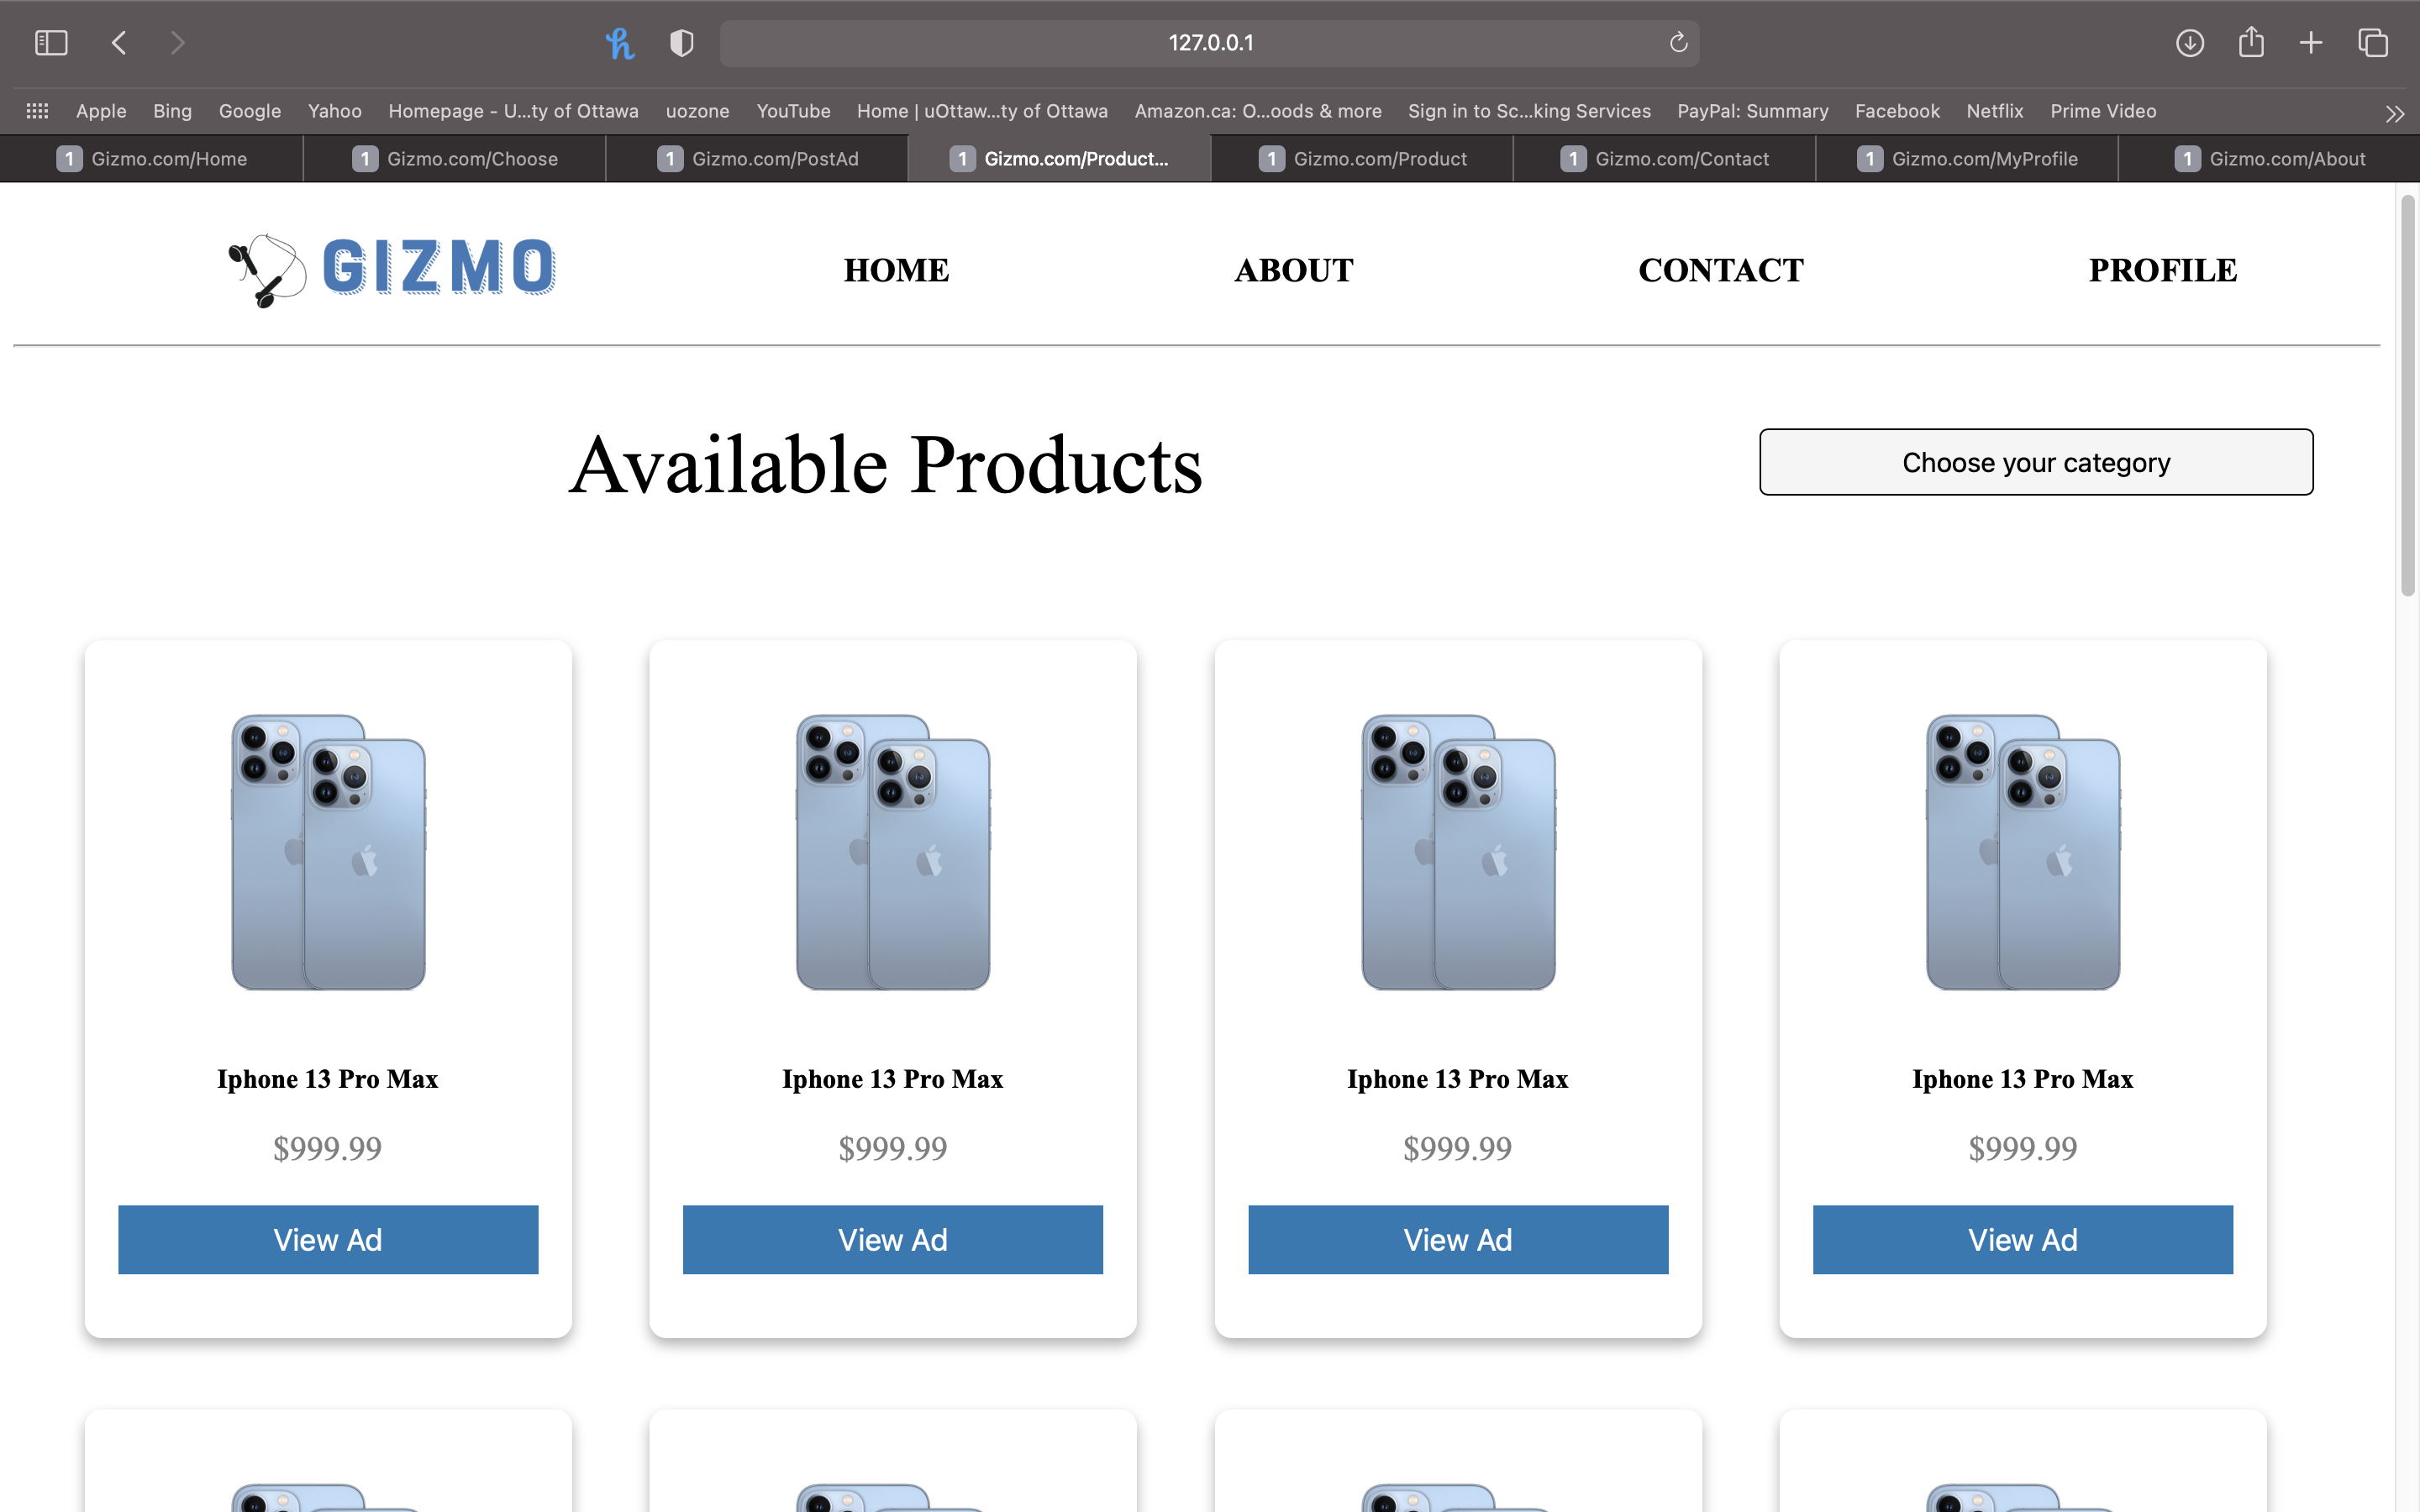 127.0.0.1
Apple Bing Google Yahoo Homepage - U...ty of Ottawa uozone YouTube Home | uOttaw...ty of Ottawa Amazon.ca: O...oods & more Sign in to Sc...king Services PayPal: Summary Facebook Netflix Prime Video
1 Gizmo.com/Home 1 Gizmo.com/Choose 1 Gizmo.com/PostAd 1 Gizmo.com/Product... 1 Gizmo.com/Product 1 Gizmo.com/Contact 1 Gizmo.com/MyProfile 1 Gizmo.com/About
GIZMO HOME ABOUT CONTACT PROFILE
Available Products Choose your category
Iphone 13 Pro Max Iphone 13 Pro Max Iphone 13 Pro Max Iphone 13 Pro Max
$999.99 $999.99 $999.99 $999.99
View Ad View Ad View Ad View Ad